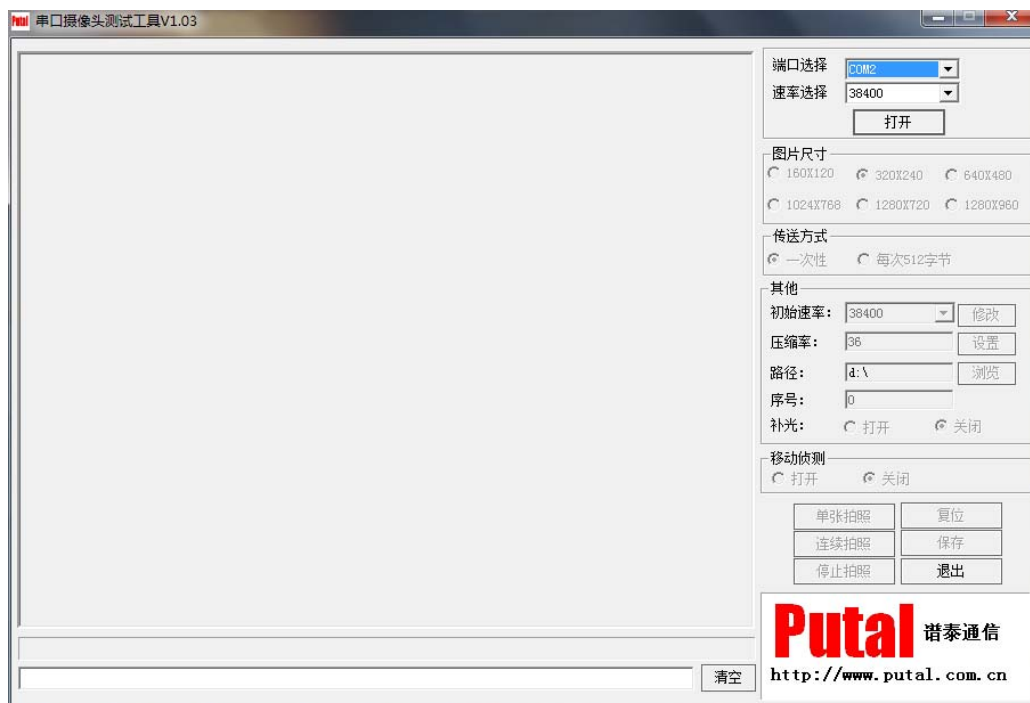 Putal 串口摄像头测试工具V1.03
端口选择 COM2
速率选择 38400
打开
图片尺寸
160X120 320X240 640X480
1024X768 1280X720 1280X960
传送方式
一次性 每次512字节
其他
初始速率: 38400 修改
压缩率: 36 设置
路径: d:\ 浏览
序号: 0
补光: 打开 关闭
移动侦测
打开 关闭
单张拍照 复位
连续拍照 保存
停止拍照 退出
Putal 谱泰通信
http://www.putal.com.cn
清空